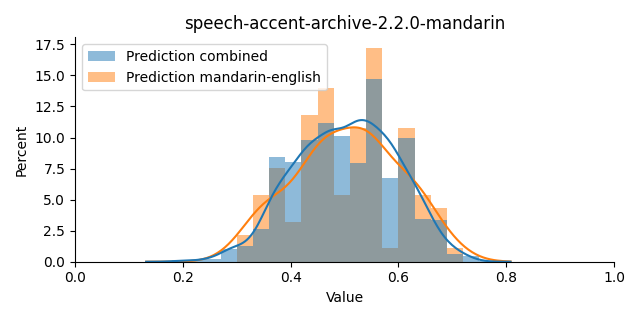 speech-accent-archive-2.2.0-mandarin
Prediction combined
Prediction mandarin-english
Percent
17.5
15.0
12.5
10.0
7.5
5.0
2.5
0.0
0.0 0.2 0.4 0.6 0.8 1.0
Value